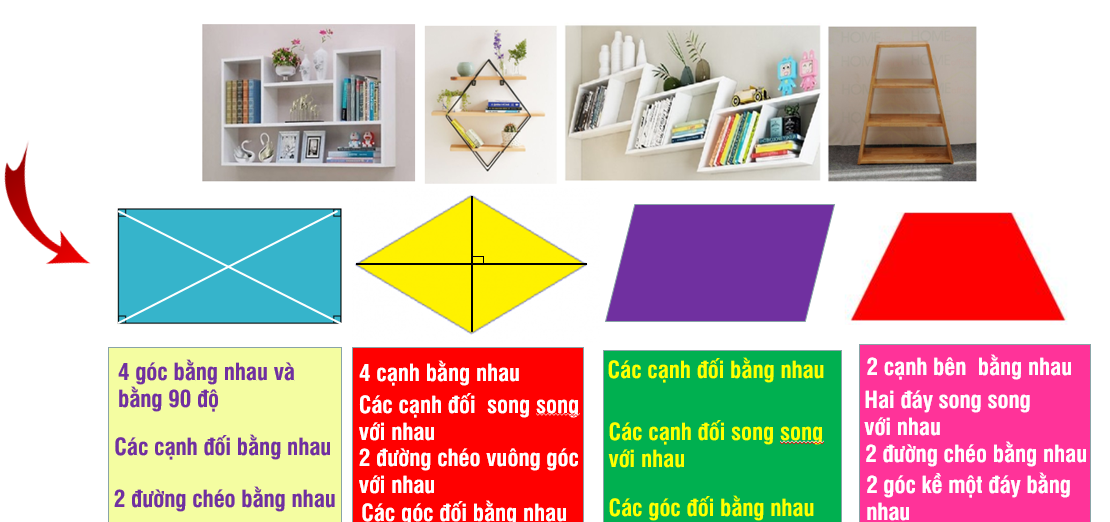 4 góc bằng nhau và
bằng 90 độ
Các cạnh đối bằng nhau
2 đường chéo bằng nhau
4 cạnh bằng nhau
Các cạnh đối song song
với nhau
2 đường chéo vuông góc
với nhau
Các góc đối bằng nhau
Các cạnh đối bằng nhau
Các cạnh đối song song
với nhau
Các góc đối bằng nhau
2 cạnh bên bằng nhau
Hai đáy song song
với nhau
2 đường chéo bằng nhau
2 góc kề một đáy bằng
nhau